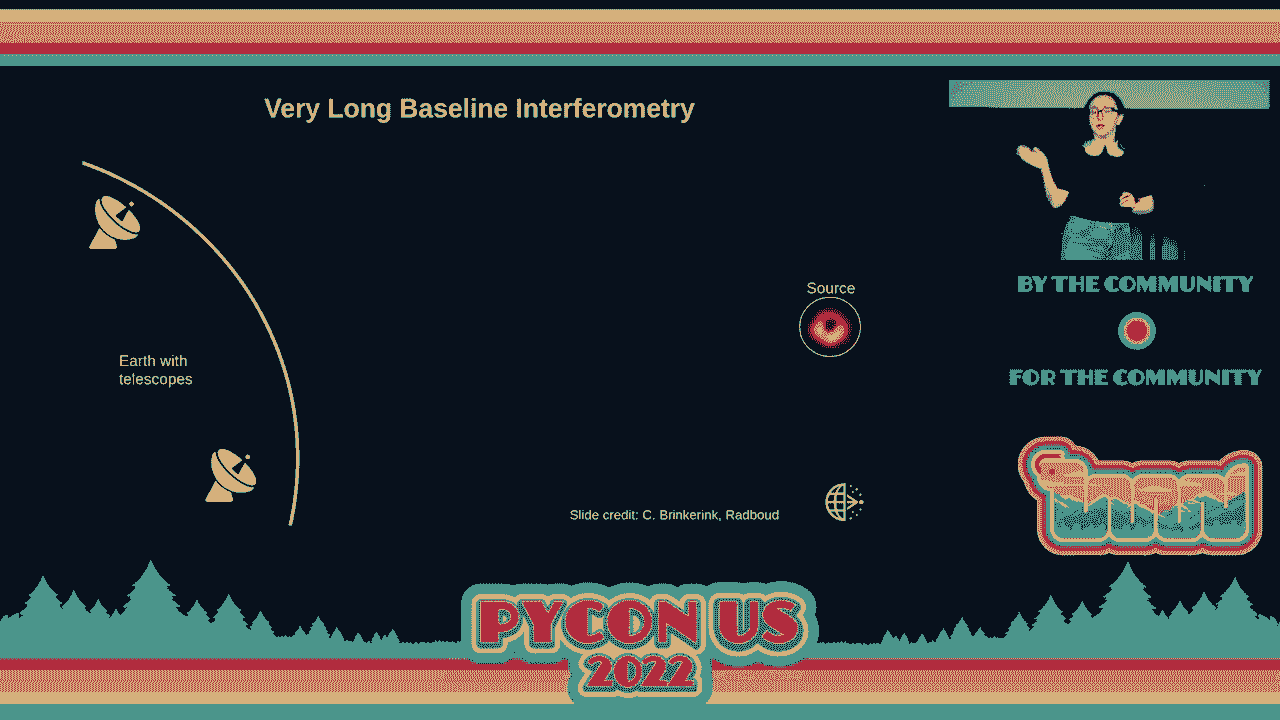 Very Long Baseline Interferometry
Source
Earth with
telescopes
Slide credit: C. Brinkerink, Radboud
BY THE COMMUNITY
FOR THE COMMUNITY
PYCON US
2022